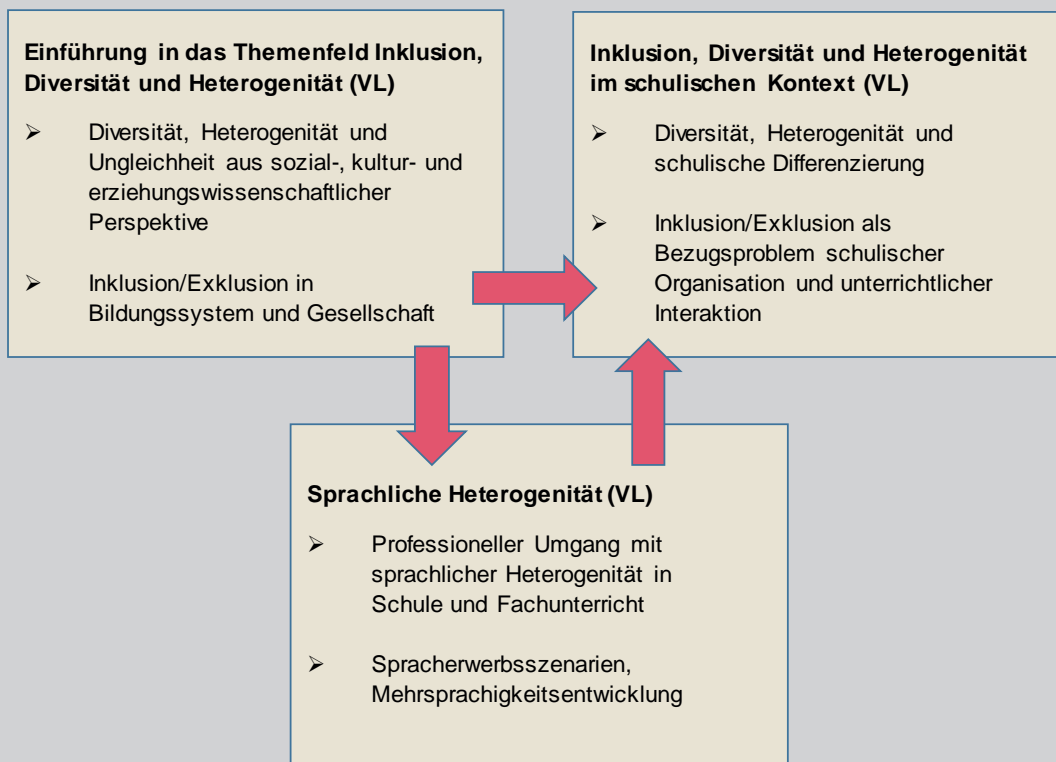 Einführung in das Themenfeld Inklusion,
Diversität und Heterogenität (VL)
➢ Diversität, Heterogenität und
Ungleichheit aus sozial-, kultur- und
erziehungswissenschaftlicher
Perspektive
➢ Inklusion/Exklusion in
Bildungssystem und Gesellschaft
Inklusion, Diversität und Heterogenität
im schulischen Kontext (VL)
➢ Diversität, Heterogenität und
schulische Differenzierung
➢ Inklusion/Exklusion als
Bezugsproblem schulischer
Organisation und unterrichtlicher
Interaktion
Sprachliche Heterogenität (VL)
➢ Professioneller Umgang mit
sprachlicher Heterogenität in
Schule und Fachunterricht
➢ Spracherwerbsszenarien,
Mehrsprachigkeitsentwicklung